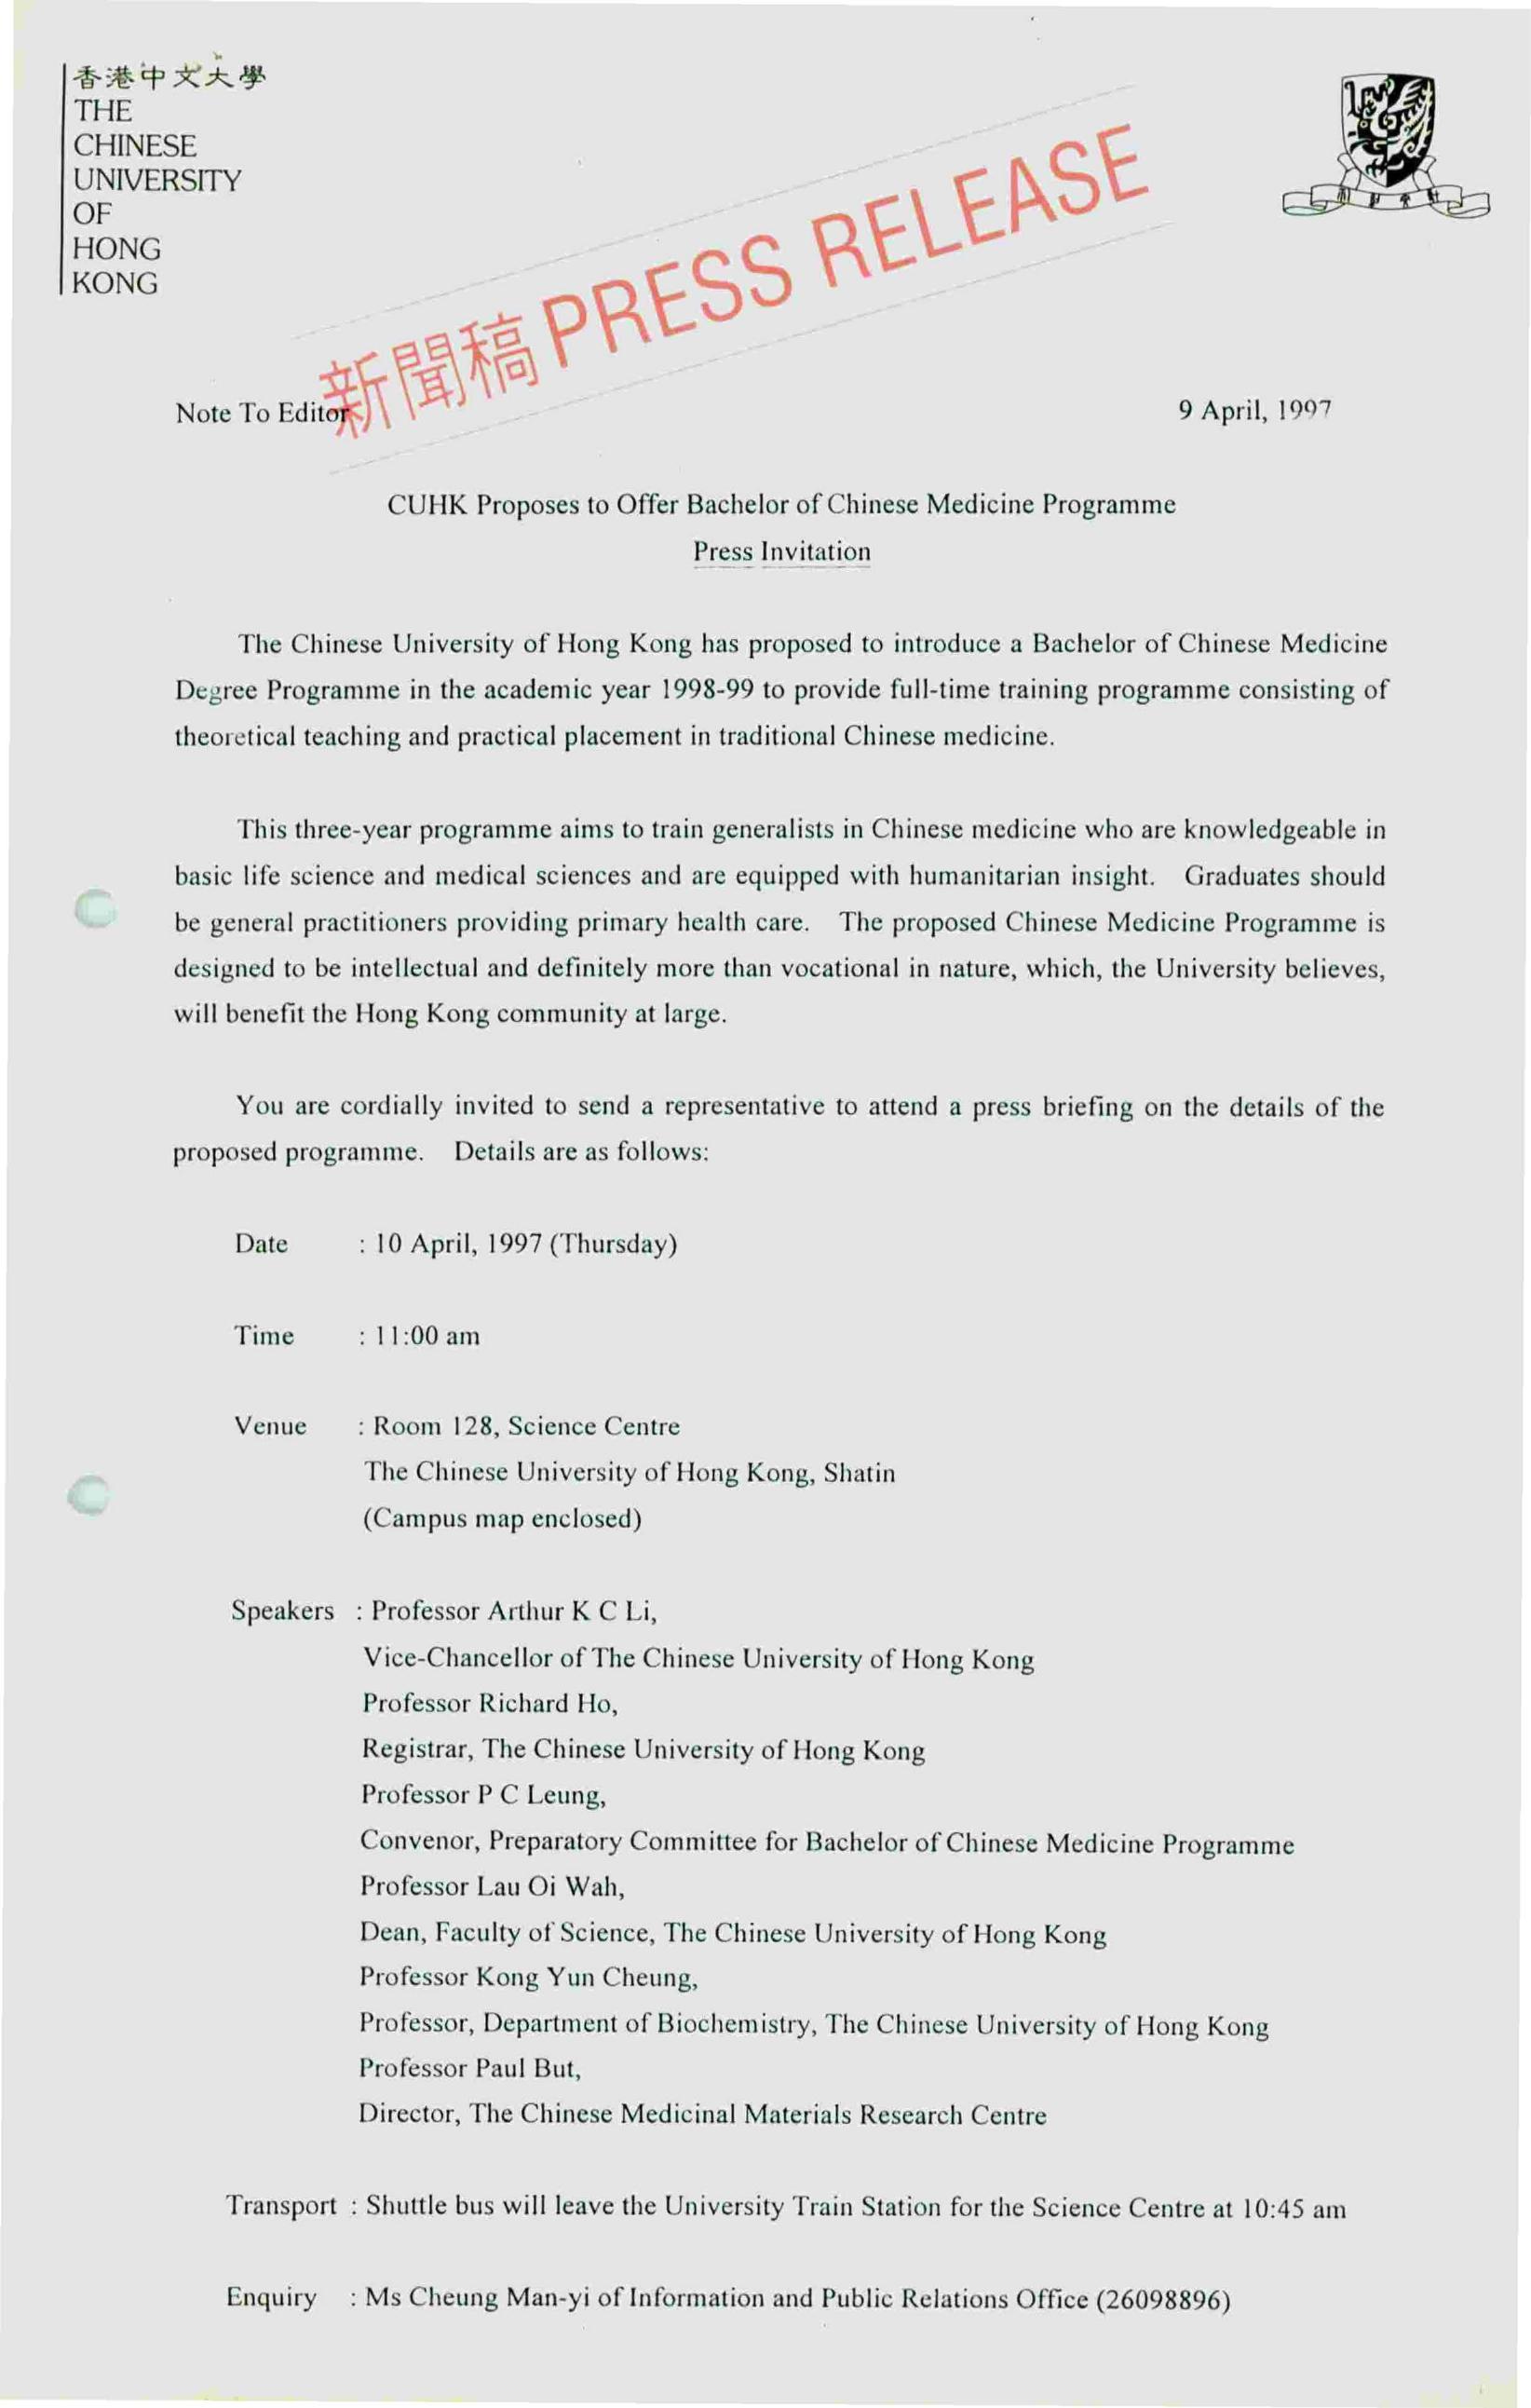 香港中文大學
THE
CHINESE
UNIVERSITY
OF
HONG
KONG
新聞稿 PRESS RELEASE
Note To Editor
9 April, 1997
CUHK Proposes to Offer Bachelor of Chinese Medicine Programme
Press Invitation
The Chinese University of Hong Kong has proposed to introduce a Bachelor of Chinese Medicine
Degree Programme in the academic year 1998-99 to provide full-time training programme consisting of
theoretical teaching and practical placement in traditional Chinese medicine.
This three-year programme aims to train generalists in Chinese medicine who are knowledgeable in
basic life science and medical sciences and are equipped with humanitarian insight. Graduates should
be general practitioners providing primary health care. The proposed Chinese Medicine Programme is
designed to be intellectual and definitely more than vocational in nature, which, the University believes,
will benefit the Hong Kong community at large.
You are cordially invited to send a representative to attend a press briefing on the details of the
proposed programme. Details are as follows:
Date : 10 April, 1997 (Thursday)
Time : 11:00 am
Venue : Room 128, Science Centre
The Chinese University of Hong Kong, Shatin
(Campus map enclosed)
Speakers : Professor Arthur K C Li,
Vice-Chancellor of The Chinese University of Hong Kong
Professor Richard Ho,
Registrar, The Chinese University of Hong Kong
Professor P C Leung,
Convenor, Preparatory Committee for Bachelor of Chinese Medicine Programme
Professor Lau Oi Wah,
Dean, Faculty of Science, The Chinese University of Hong Kong
Professor Kong Yun Cheung,
Professor, Department of Biochemistry, The Chinese University of Hong Kong
Professor Paul But,
Director, The Chinese Medicinal Materials Research Centre
Transport : Shuttle bus will leave the University Train Station for the Science Centre at 10:45 am
Enquiry : Ms Cheung Man-yi of Information and Public Relations Office (26098896)